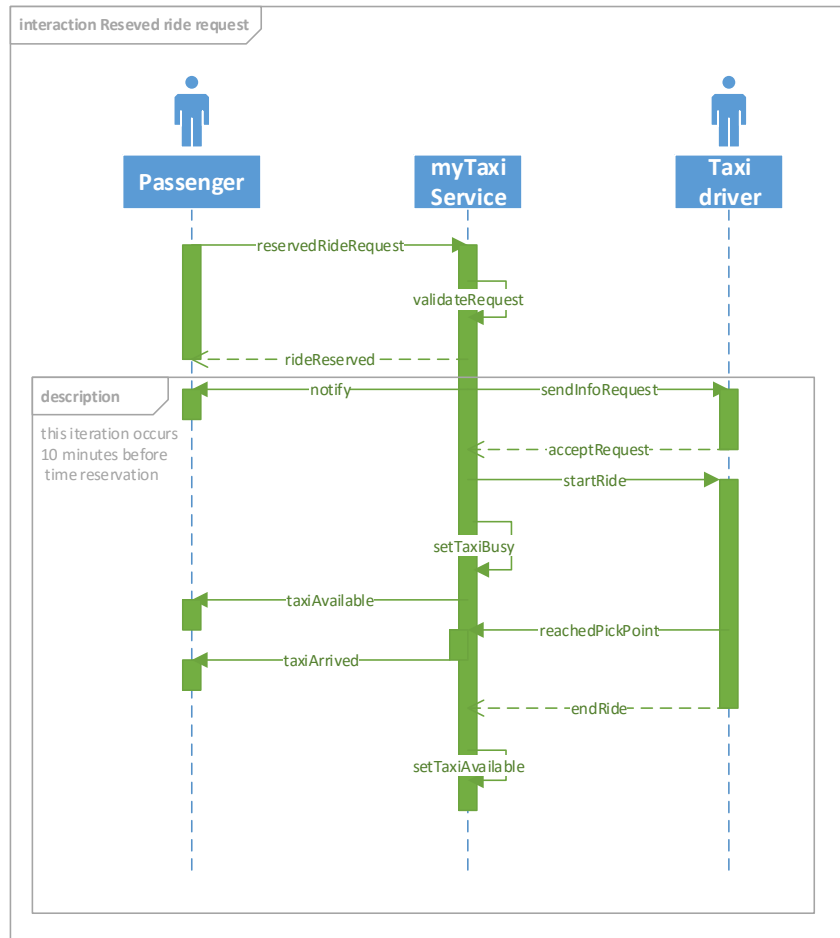 interaction Reseved ride request
Passenger
myTaxi
Service
Taxi
driver
reservedRideRequest
validateRequest
rideReserved
description
notify
sendInfoRequest
this iteration occurs
10 minutes before
time reservation
acceptRequest
startRide
setTaxiBusy
taxiAvailable
reachedPickPoint
taxiArrived
endRide
setTaxiAvailable